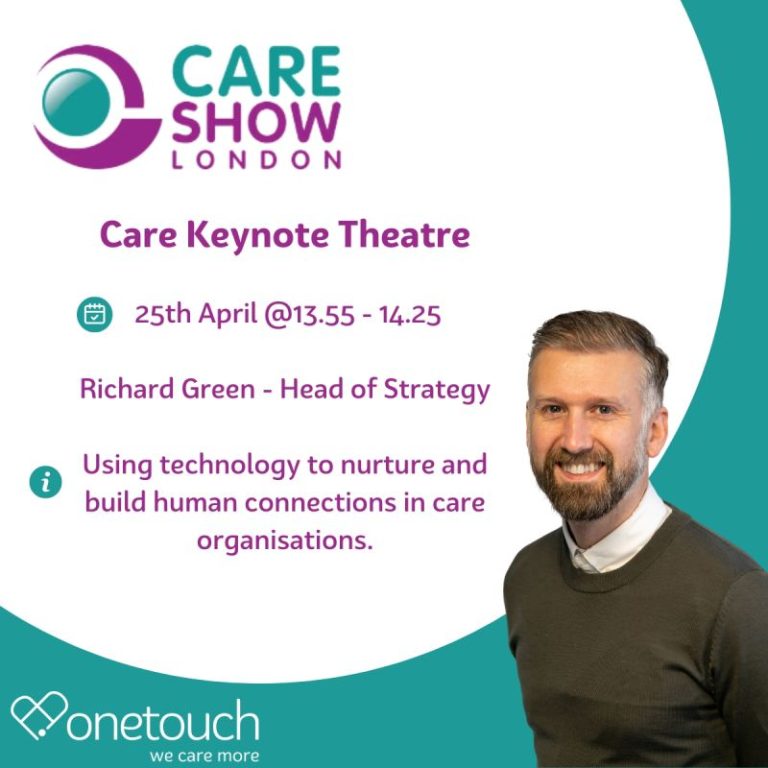 CARE
SHOW
LONDON
Care Keynote Theatre
25th April @13.55 - 14.25
Richard Green - Head of Strategy
Using technology to nurture and
build human connections in care
organisations.
onetouch
we care more